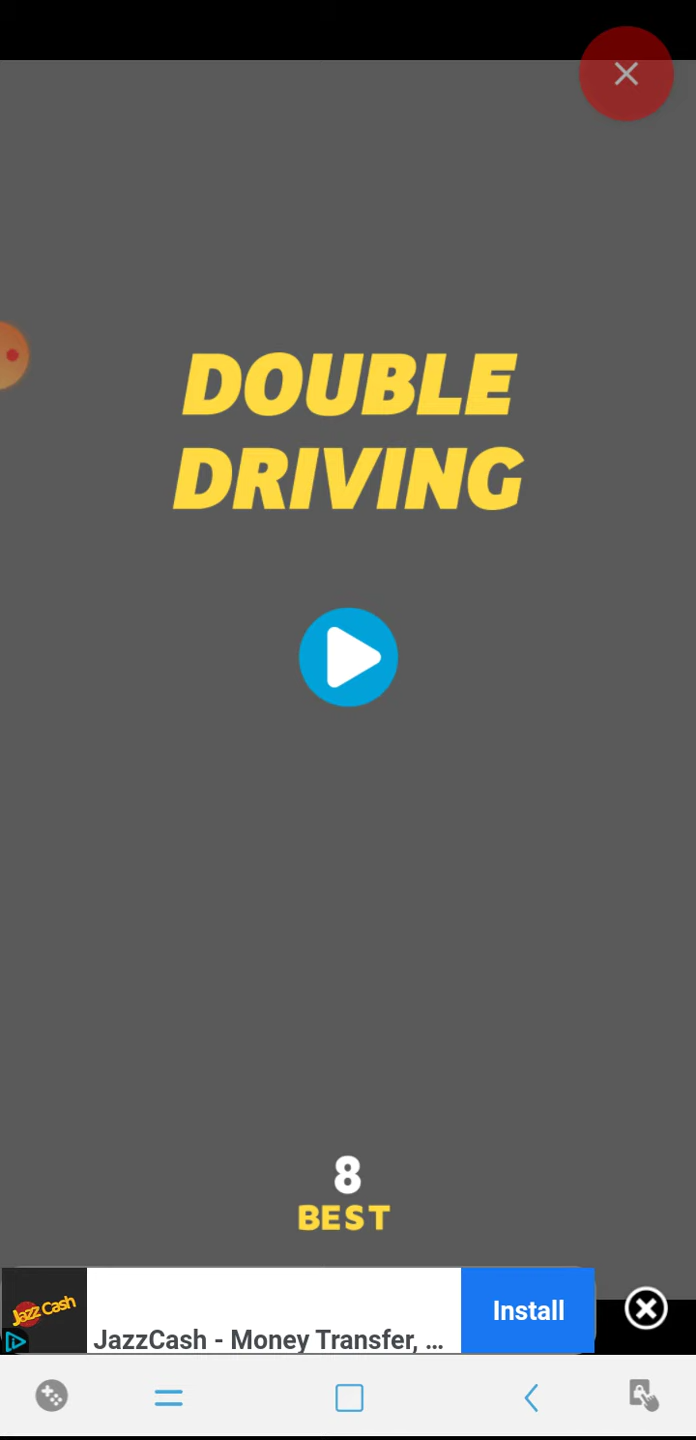 DOUBLE
DRIVING
8
BEST
Jazz Cash
JazzCash - Money Transfer, ...
Install